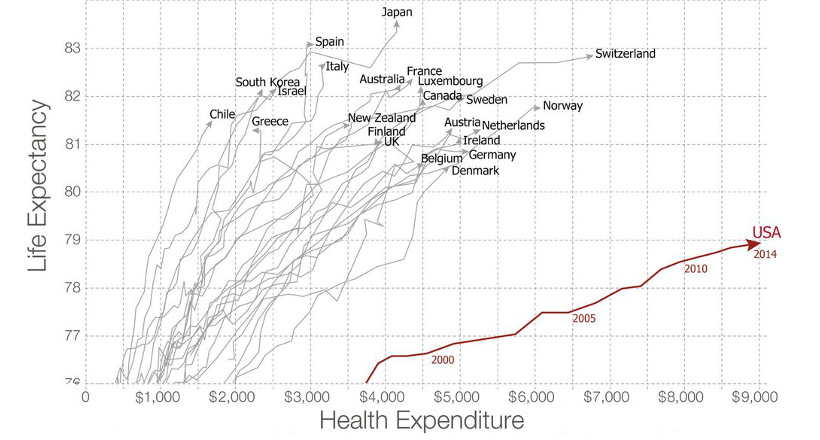 Japan
83
Spain
Switzerland
Italy
France
Australia
Luxembourg
South Korea
Israel
82
Canada
Sweden
Norway
Chile
New Zealand
Greece
Austria
Netherlands
Finland
81
UK
Ireland
Belgium
Germany
Denmark
80
Life Expectancy
79
USA
2014
2010
78
2005
77
2000
76
0
$1,000
$2,000
$3,000
$4,000
$5,000
$6,000
$7,000
$8,000
$9,000
Health Expenditure